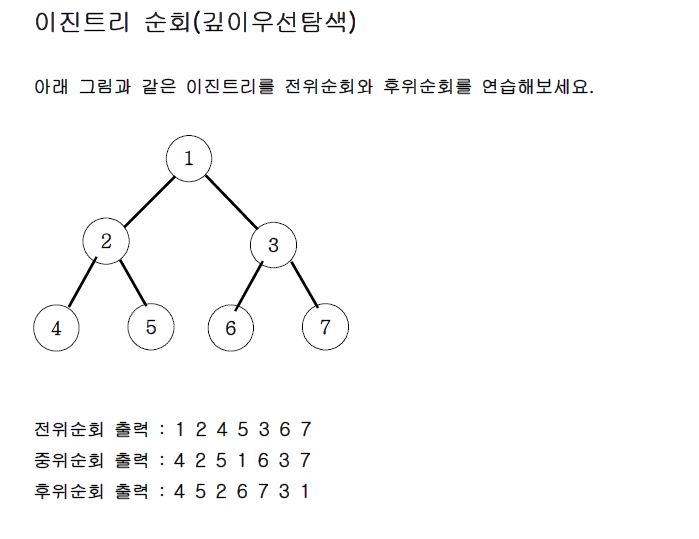 이진트리 순회(깊이우선탐색)
아래 그림과 같은 이진트리를 전위순회와 후위순회를 연습해보세요.
1
2 3
4 5 6 7
전위순회 출력 : 1 2 4 5 3 6 7
중위순회 출력 : 4 2 5 1 6 3 7
후위순회 출력 : 4 5 2 6 7 3 1